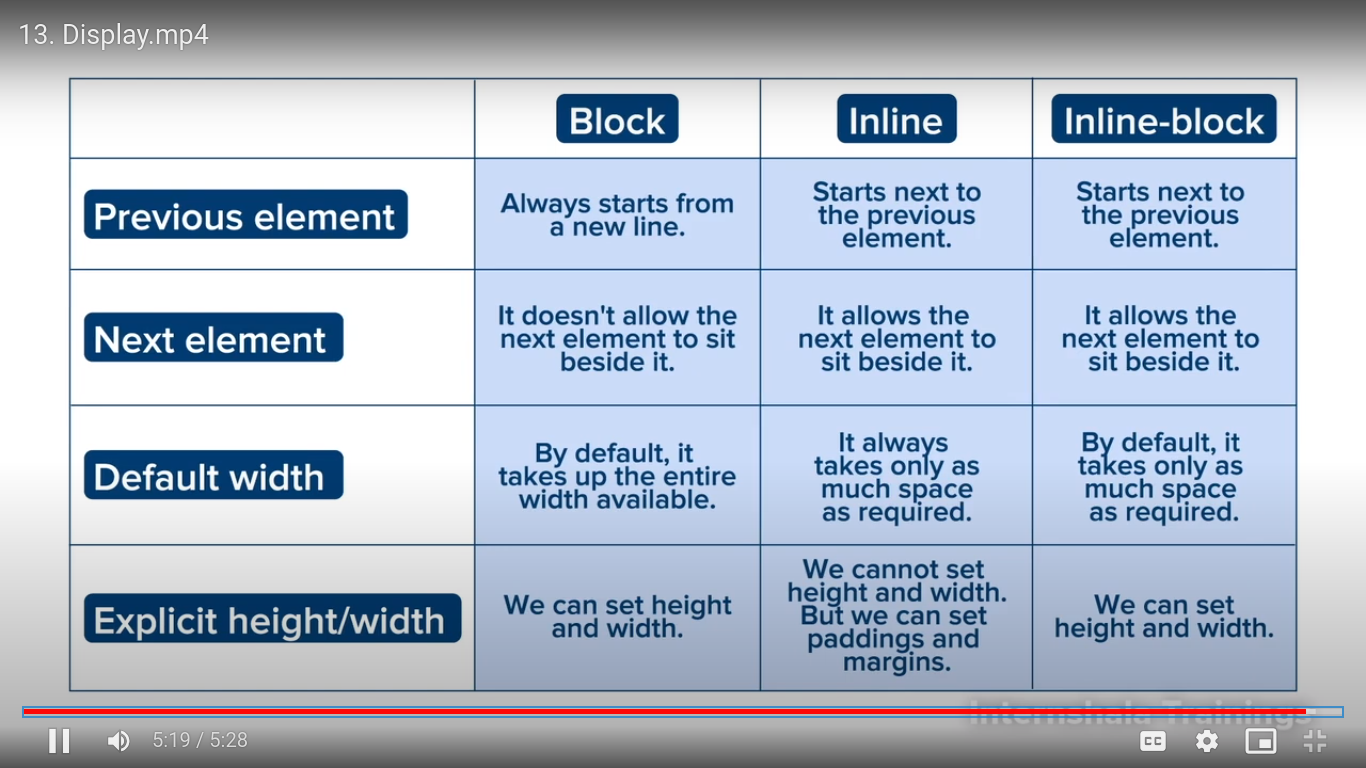 13. Display.mp4
Block
Inline
Inline-block
Previous element
Always starts from
a new line.
Starts next to
the previous
element.
Starts next to
the previous
element.
Next element
It doesn't allow the
next element to sit
beside it.
It allows the
next element to
sit beside it.
It allows the
next element to
sit beside it.
Default width
By default, it
takes up the entire
width available.
It always
takes only as
much space
as required.
By default, it
takes only as
much space
as required.
Explicit height/width
We can set height
and width.
We cannot set
height and width.
But we can set
paddings and
margins.
We can set
height and width.
Internshala Trainings
5:19 / 5:28
CC